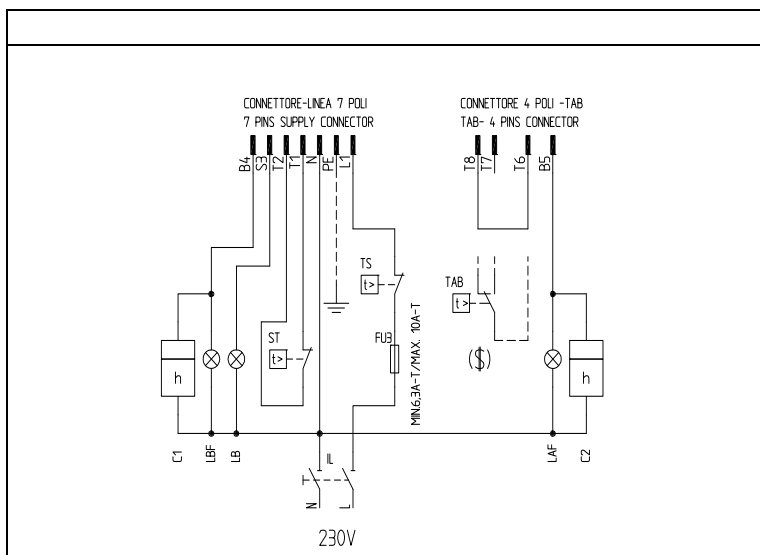 CONNETTORE-LINEA 7 POLI
7 PINS SUPPLY CONNECTOR
CONNETTORE 4 POLI -TAB
TAB- 4 PINS CONNECTOR
B4
S3
T2
T1
N
PE
L1
T8
T7
T6
B5
TS
t>
TAB
t>
ST
t>
FU3
MIN.6,3A-T/MAX. 10A-T
($)
h
h
C1
LBF
LB
IL
LAF
C2
N
L
230V